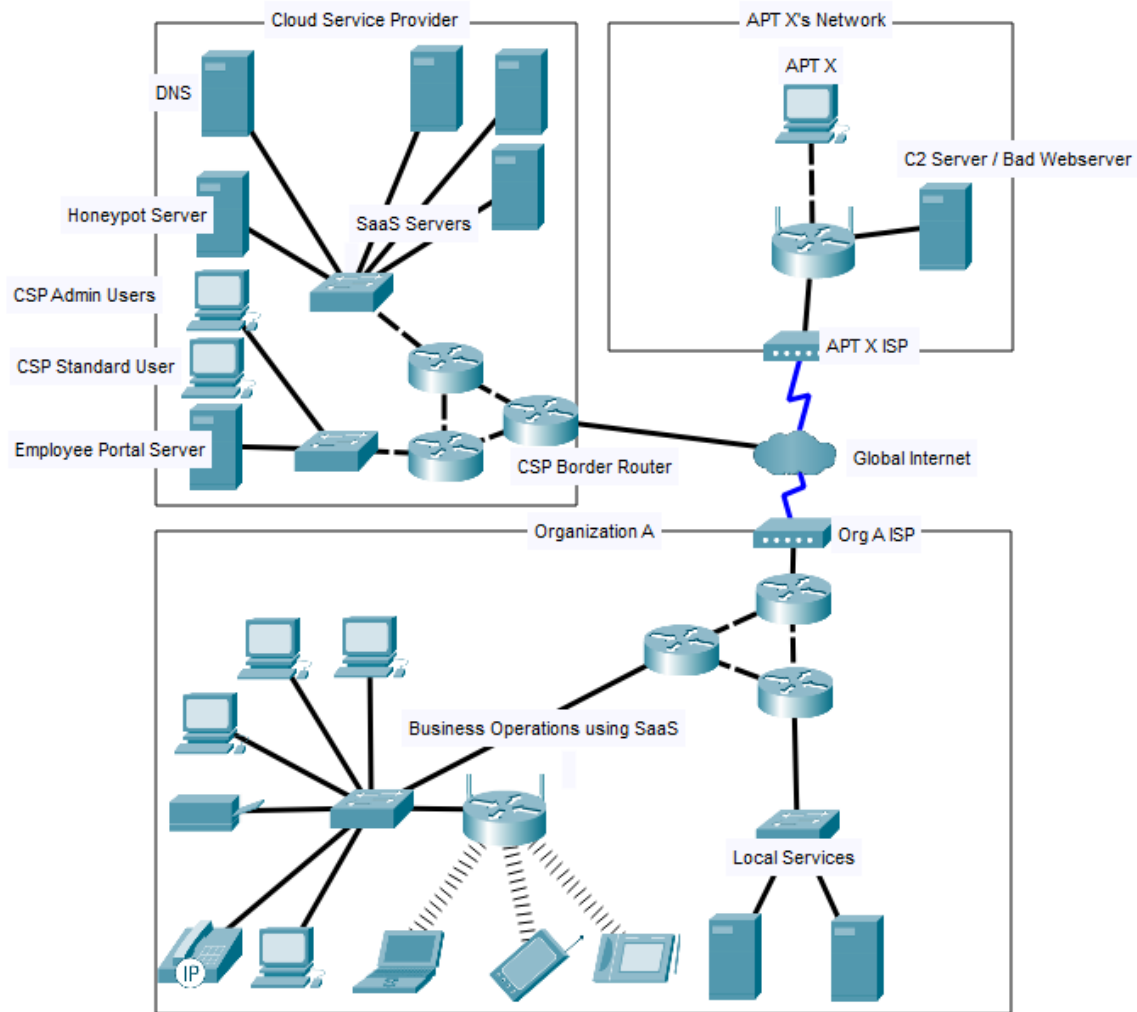 Cloud Service Provider
APT X's Network
DNS
APT X
C2 Server / Bad Webserver
Honeypot Server
SaaS Servers
CSP Admin Users
APT X ISP
CSP Standard User
Employee Portal Server
CSP Border Router
Global Internet
Organization A
Org A ISP
Business Operations using SaaS
Local Services
IP